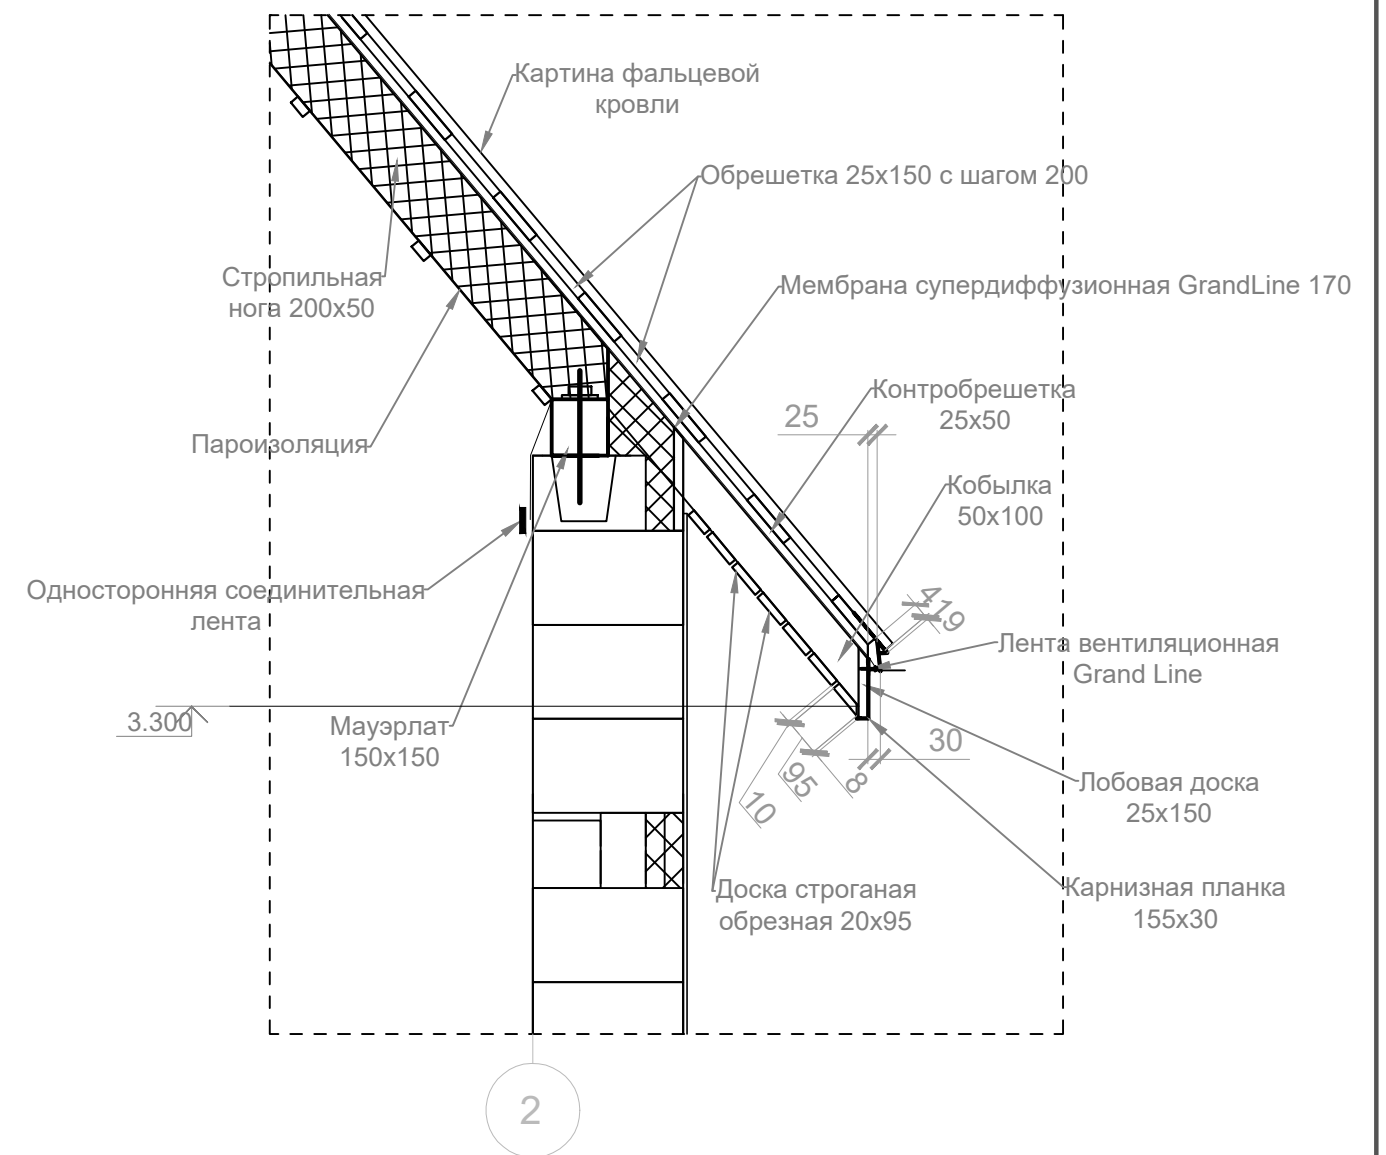 Картина фальцевой
кровли
Обрешетка 25х150 с шагом 200
Стропильная
нога 200х50
Мембрана супердиффузионная GrandLine 170
Контробрешетка
25х50
25
Пароизоляция
Кобылка
50х100
Односторонняя соединительная
лента
419
Лента вентиляционная
Grand Line
3.300
Мауэрлат
150х150
30
95
8
10
Лобовая доска
25х150
Доска строганая
обрезная 20х95
Карнизная планка
155х30
2